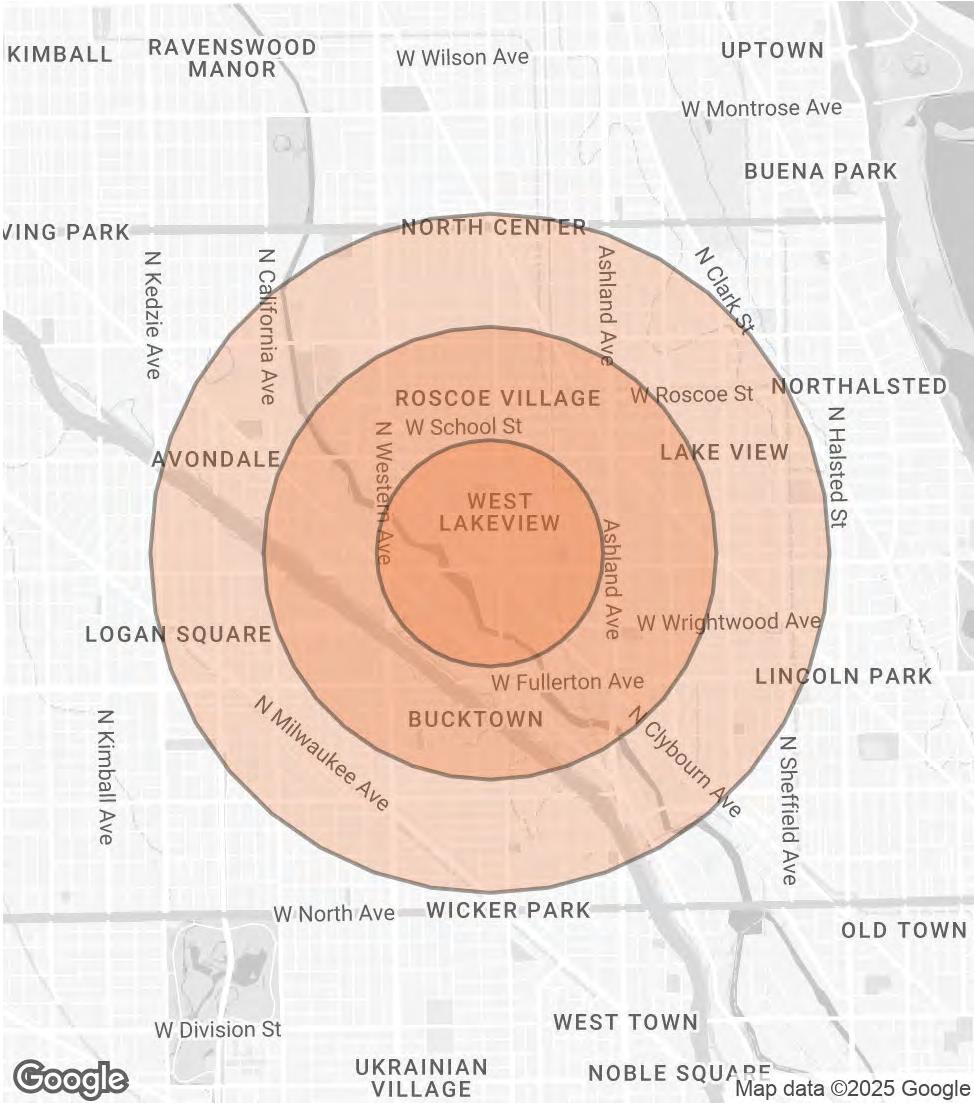 KIMBALL
RAVENSWOOD
MANOR
W Wilson Ave
UPTOWN
W Montrose Ave
BUENA PARK
VING PARK
NORTH CENTER
N Kedzie Ave
N California Ave
Ashland Ave
N Clark St
ROSCOE VILLAGE
W Roscoe St
NORTHALSTED
W School St
N Western Ave
AVONDALE
LAKE VIEW
N Halsted St
WEST
LAKEVIEW
Ashland Ave
LOGAN SQUARE
W Wrightwood Ave
W Fullerton Ave
LINCOLN PARK
BUCKTOWN
N Kimball Ave
N Milwaukee Ave
N Clybourn Ave
N Sheffield Ave
W North Ave
WICKER PARK
OLD TOWN
W Division St
WEST TOWN
UKRAINIAN
VILLAGE
NOBLE SQUARE
Google
Map data ©2025 Google